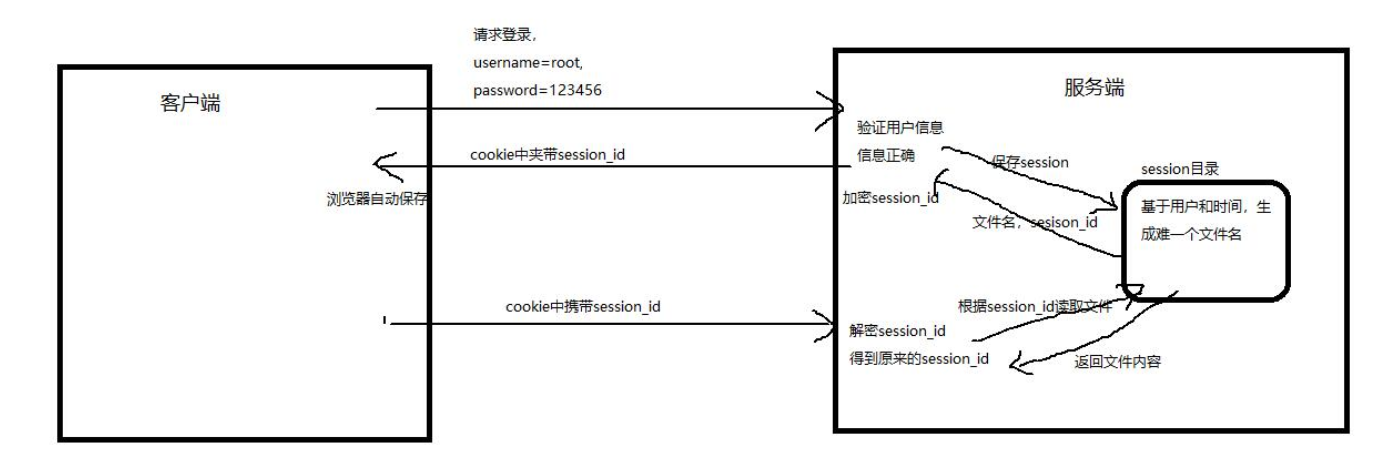 请求登录，
username=root,
password=123456
客户端
服务端
验证用户信息
信息正确
cookie中夹带session_id
保存session
session目录
浏览器自动保存
加密session_id
文件名，sesison_id
基于用户和时间，生
成难一个文件名
cookie中携带session_id
根据session_id读取文件
解密session_id
得到原来的session_id
返回文件内容